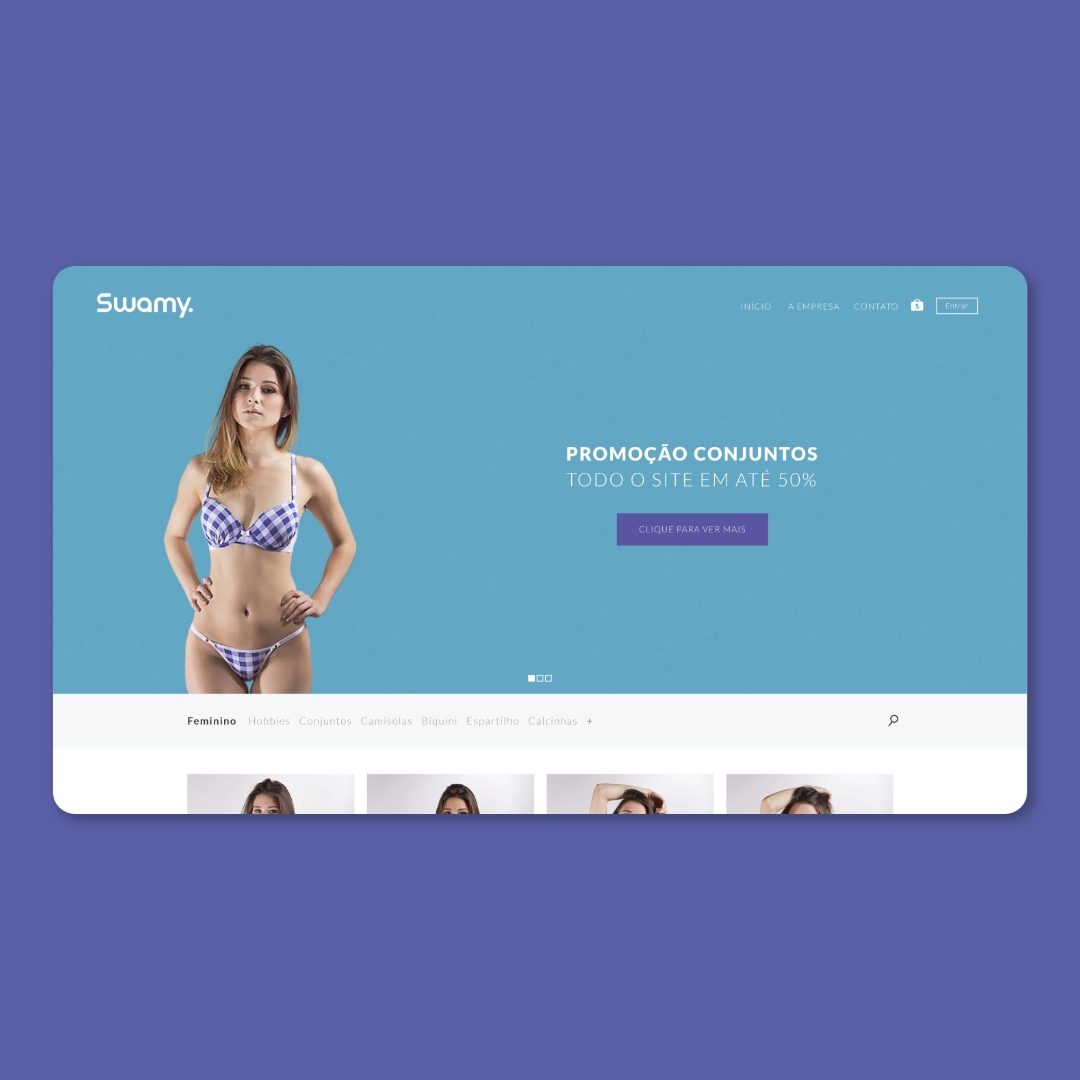 Swamy.
INÍCIO A EMPRESA CONTATO 5 Entrar
PROMOÇÃO CONJUNTOS
TODO O SITE EM ATÉ 50%
CLIQUE PARA VER MAIS
Feminino Hobbies Conjuntos Camisolas Biquini Espartilho Calcinhas +